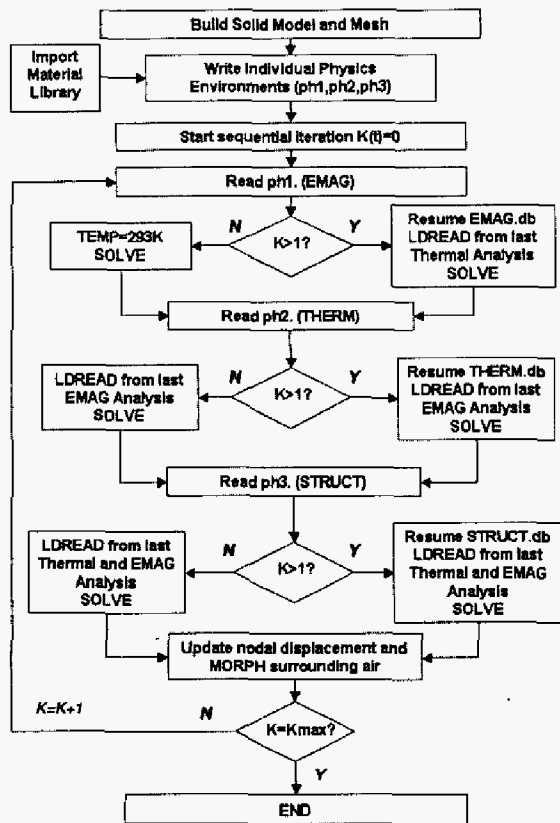 Build Solid Model and Mesh
Import
Material
Library
Write Individual Physics
Environments (ph1,ph2,ph3)
Start sequential Iteration K(t)=0
Read ph1. (EMAG)
N
K>1?
Y
TEMP=293K
SOLVE
Resume EMAG.db
LDREAD from last
Thermal Analysis
SOLVE
Read ph2. (THERM)
N
K>1?
Y
LDREAD from last
EMAG Analysis
SOLVE
Resume THERM.db
LDREAD from last
EMAG Analysis
SOLVE
Read ph3. (STRUCT)
N
K>1?
Y
LDREAD from last
Thermal and EMAG
Analysis
SOLVE
Resume STRUCT.db
LDREAD from last
Thermal and EMAG
Analysis
SOLVE
Update nodal displacement and
MORPH surrounding air
K=K+1
N
K=Kmax?
Y
END